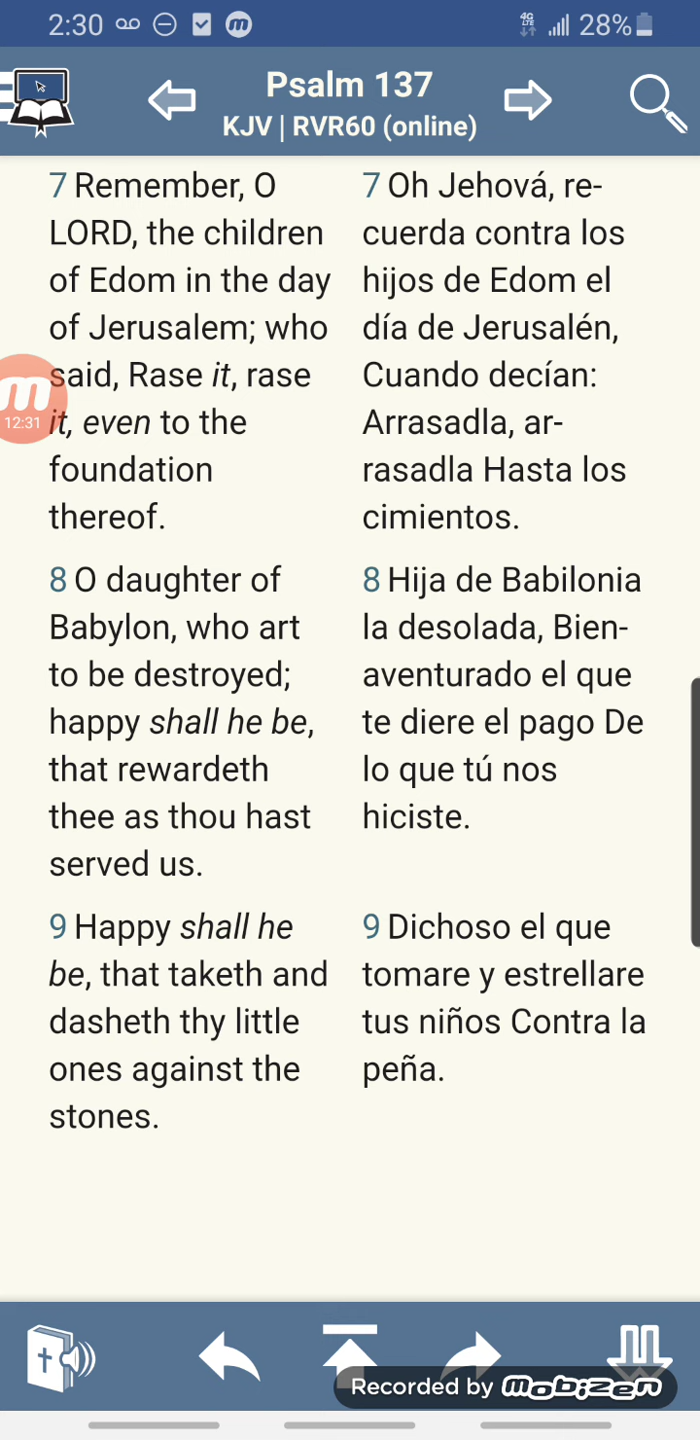 2:30
4G LTE
28%
Psalm 137
KJV | RVR60 (online)
7 Remember, O
LORD, the children
of Edom in the day
of Jerusalem; who
said, Rase it, rase
it, even to the
foundation
thereof.
7 Oh Jehová, re-
cuerda contra los
hijos de Edom el
día de Jerusalén,
Cuando decían:
Arrasadla, ar-
rasadla Hasta los
cimientos.
m
12:31
8 O daughter of
Babylon, who art
to be destroyed;
happy shall he be,
that rewardeth
thee as thou hast
served us.
8 Hija de Babilonia
la desolada, Bien-
aventurado el que
te diere el pago De
lo que tú nos
hiciste.
9 Happy shall he
be, that taketh and
dasheth thy little
ones against the
stones.
9 Dichoso el que
tomare y estrellare
tus niños Contra la
peña.
Recorded by Mobizen